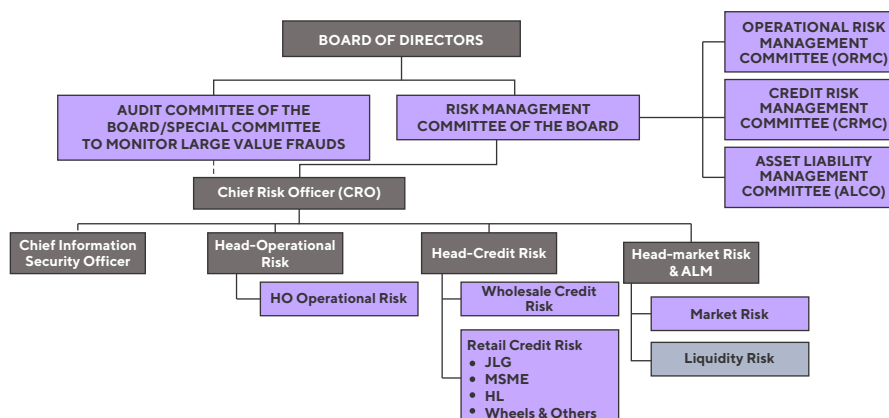 BOARD OF DIRECTORS
OPERATIONAL RISK
MANAGEMENT
COMMITTEE (ORMC)
AUDIT COMMITTEE OF THE
BOARD/SPECIAL COMMITTEE
TO MONITOR LARGE VALUE FRAUDS
RISK MANAGEMENT
COMMITTEE OF THE BOARD
CREDIT RISK
MANAGEMENT
COMMITTEE (CRMC)
ASSET LIABILITY
MANAGEMENT
COMMITTEE (ALCO)
Chief Risk Officer (CRO)
Chief Information
Security Officer
Head-Operational
Risk
Head-Credit Risk
Head-market Risk
& ALM
HO Operational Risk
Wholesale Credit
Risk
Market Risk
Retail Credit Risk
• JLG
• MSME
• HL
• Wheels & Others
Liquidity Risk